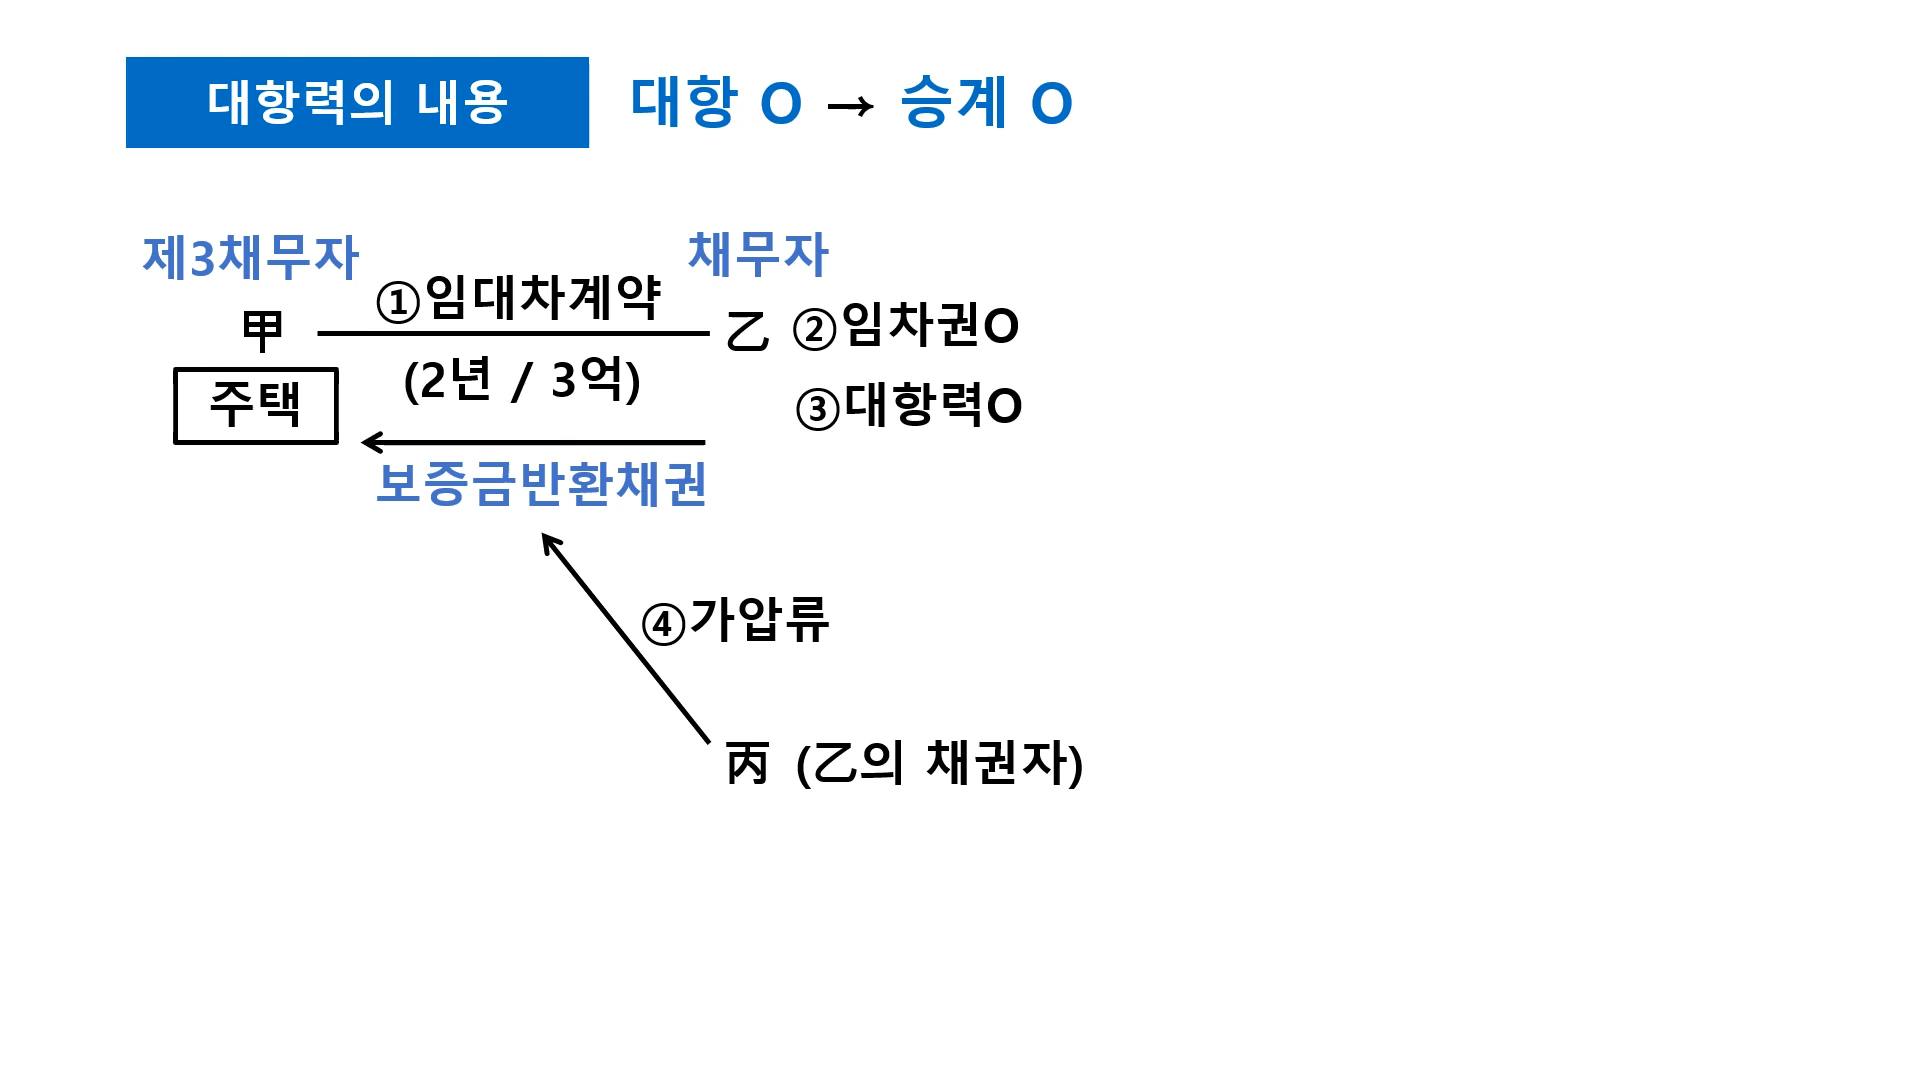 대항력의 내용
대항 O → 승계 O
제3채무자
채무자
①임대차계약
甲
乙 ②임차권O
주택
(2년 / 3억)
③대항력O
보증금반환채권
④가압류
丙 (乙의 채권자)